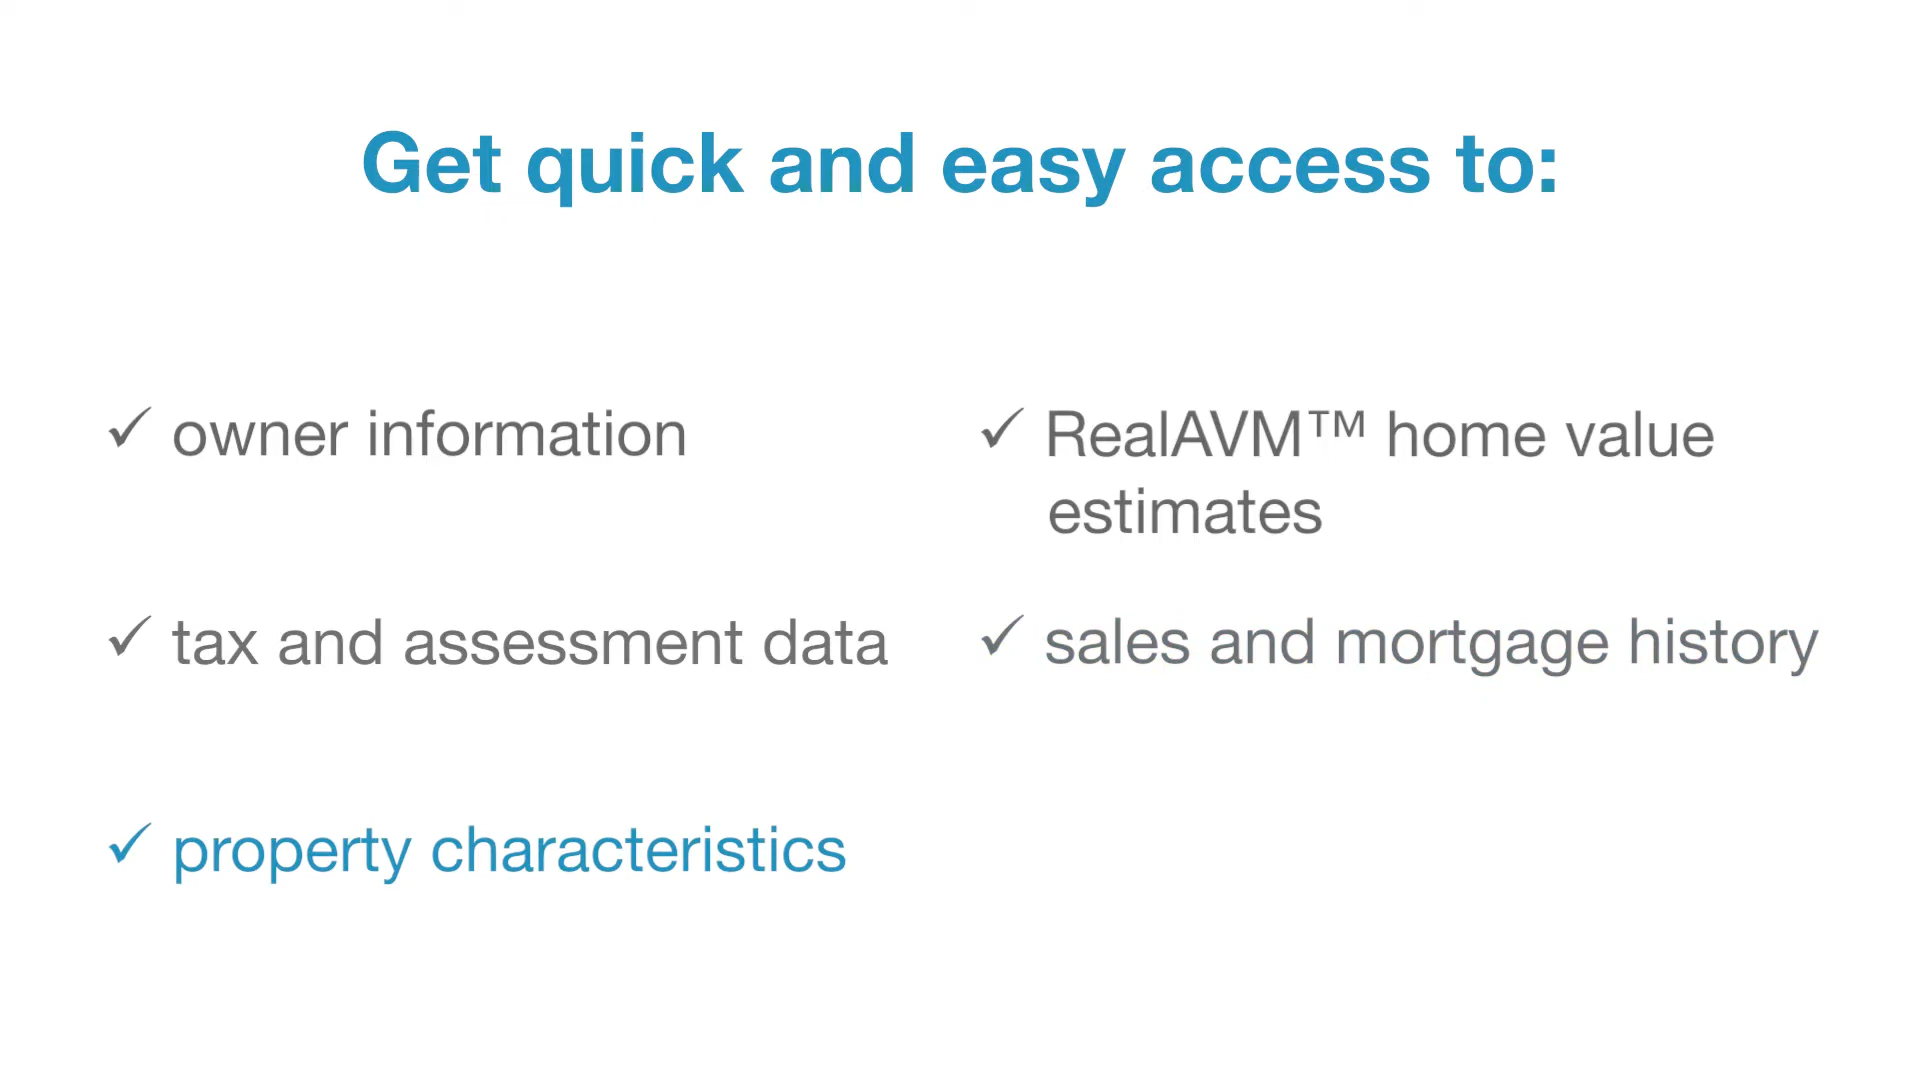 Get quick and easy access to:
✓ owner information
✓ tax and assessment data
✓ property characteristics
✓ RealAVM™ home value
estimates
✓ sales and mortgage history